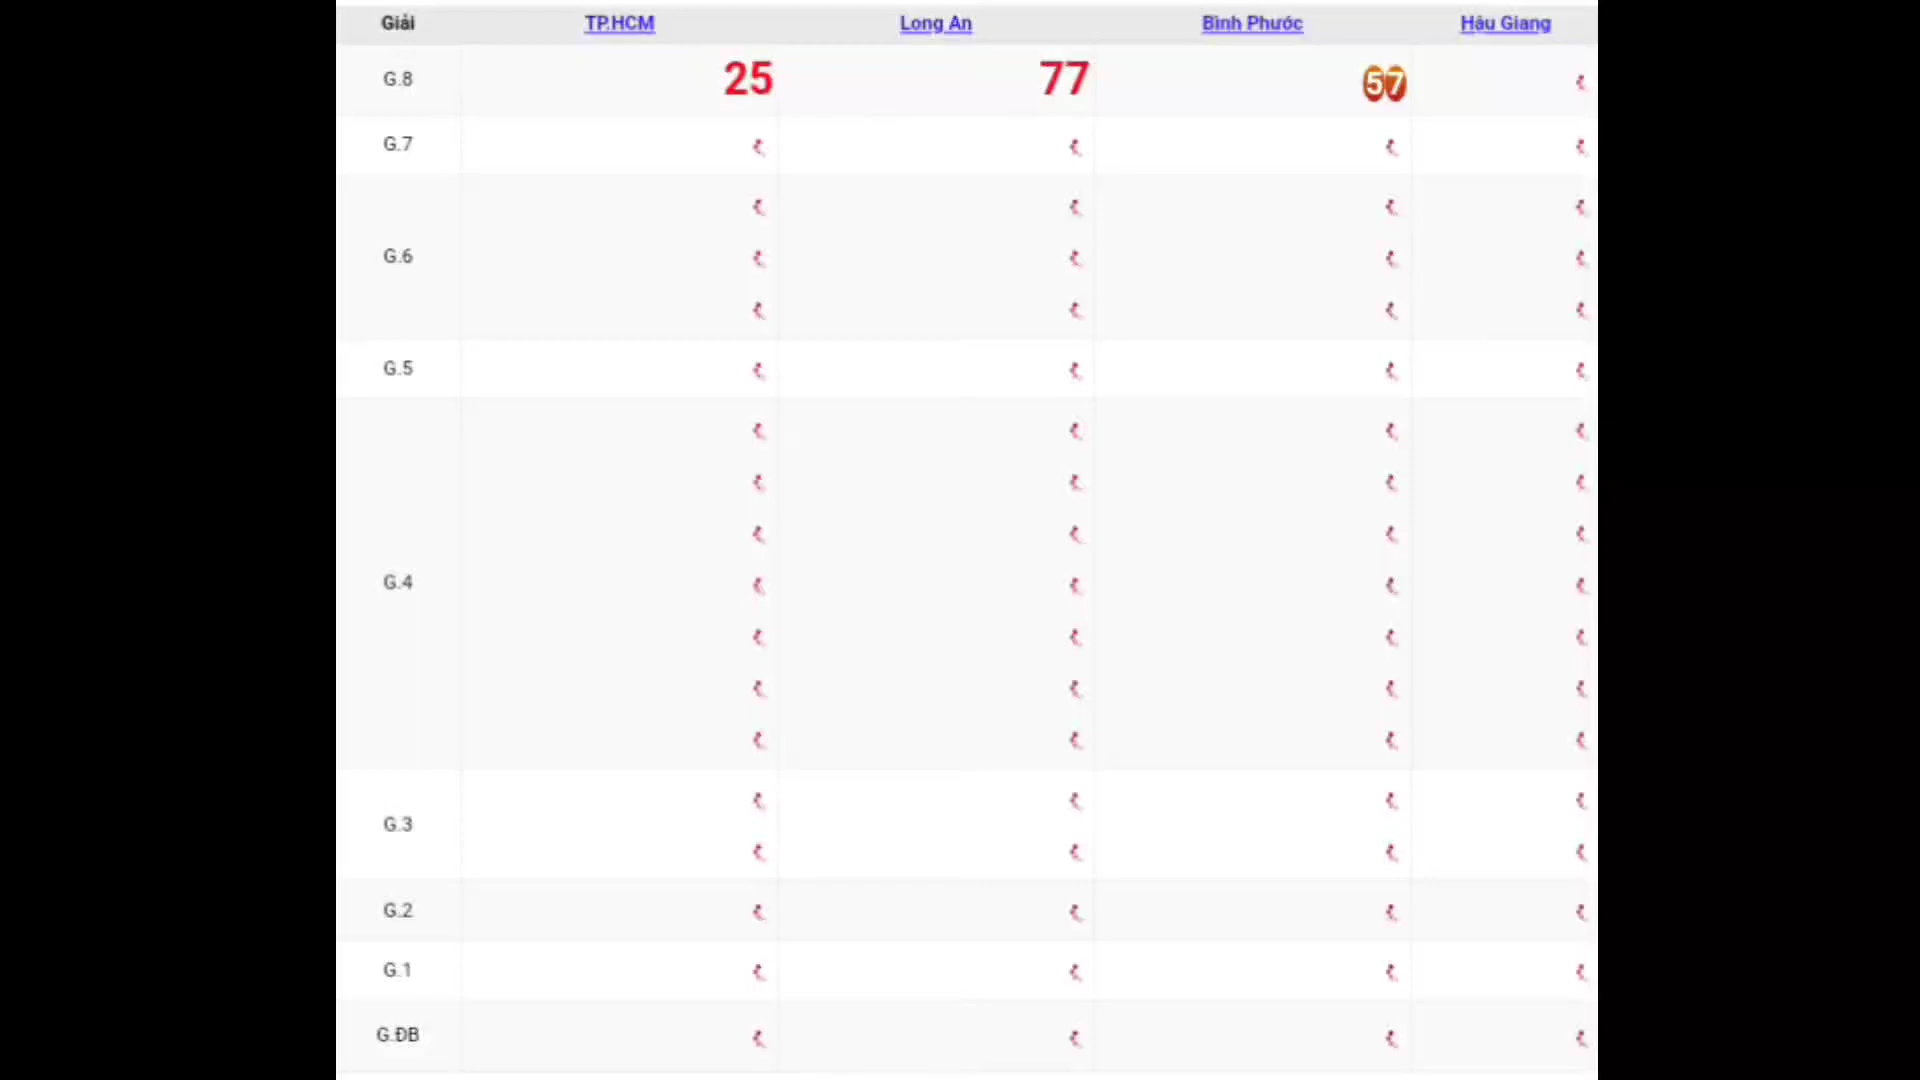 Giải TP.HCM Long An Bình Phước Hậu Giang
G.8 25 77 57
G.7
G.6
G.5
G.4
G.3
G.2
G.1
G.ĐB